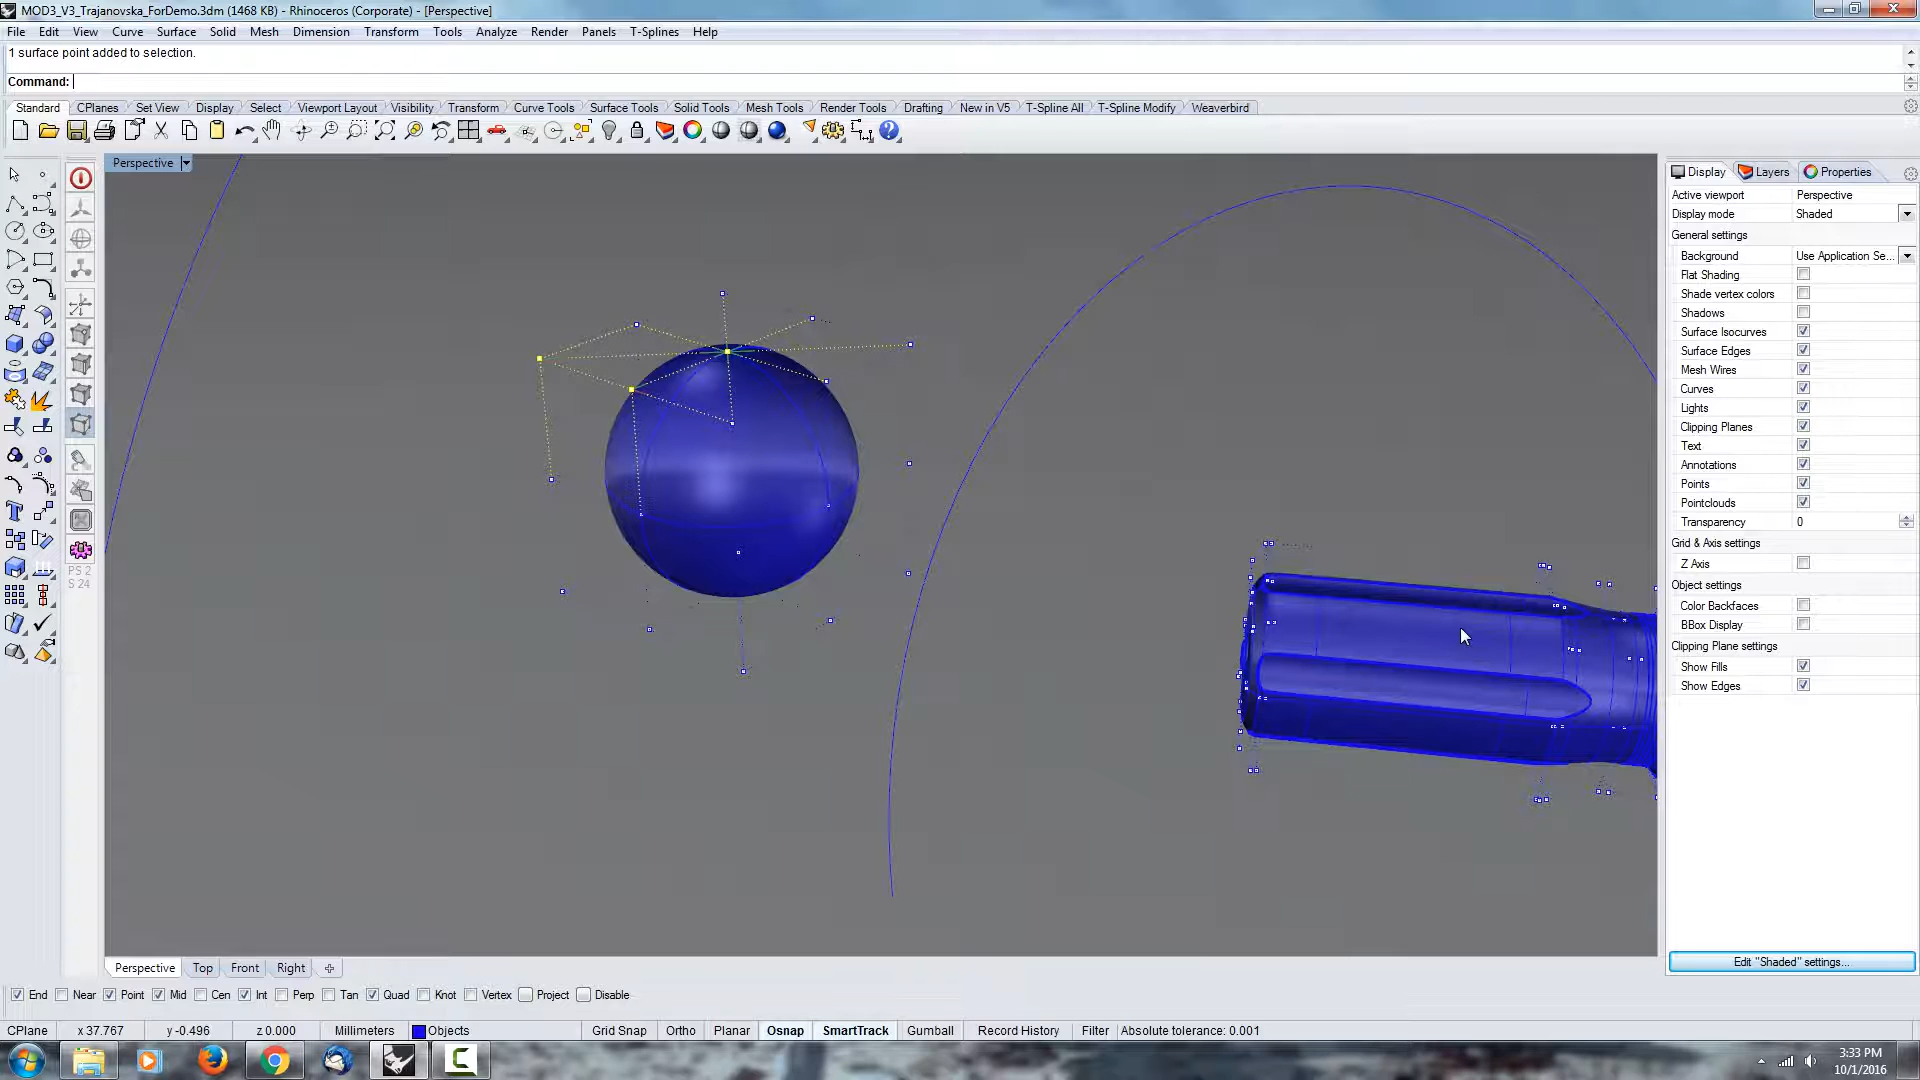 MOD3_V3_Trajanovska_ForDemo.3dm (1468 KB) - Rhinoceros (Corporate) - [Perspective]
File Edit View Curve Surface Solid Mesh Dimension Transform Tools Analyze Render Panels T-Splines Help
1 surface point added to selection.
Command:
Standard CPlanes Set View Display Select Viewport Layout Visibility Transform Curve Tools Surface Tools Solid Tools Mesh Tools Render Tools Drafting New in V5 T-Spline All T-Spline Modify Weaverbird
Perspective
PS 2
S 24
Display Layers Properties
Active viewport Perspective
Display mode Shaded
General settings
Background Use Application Se...
Flat Shading
Shade vertex colors
Shadows
Surface Isocurves
Surface Edges
Mesh Wires
Curves
Lights
Clipping Planes
Text
Annotations
Points
Pointclouds
Transparency 0
Grid & Axis settings
Z Axis
Object settings
Color Backfaces
BBox Display
Clipping Plane settings
Show Fills
Show Edges
Edit "Shaded" settings...
Perspective Top Front Right
End Near Point Mid Cen Int Perp Tan Quad Knot Vertex Project Disable
CPlane x 37.767 y -0.496 z 0.000 Millimeters Objects Grid Snap Ortho Planar Osnap SmartTrack Gumball Record History Filter Absolute tolerance: 0.001
3:33 PM
10/1/2016